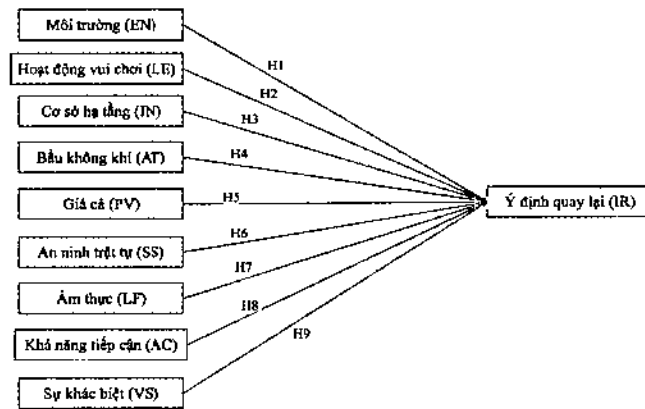 Môi trường (EN)
H1
Hoạt động vui chơi (LE)
H2
Cơ sở hạ tầng (IN)
H3
Bầu không khí (AT)
H4
Giá cả (PV)
H5
Ý định quay lại (IR)
An ninh trật tự (SS)
H6
Ẩm thực (LF)
H7
Khả năng tiếp cận (AC)
H8
Sự khác biệt (VS)
H9